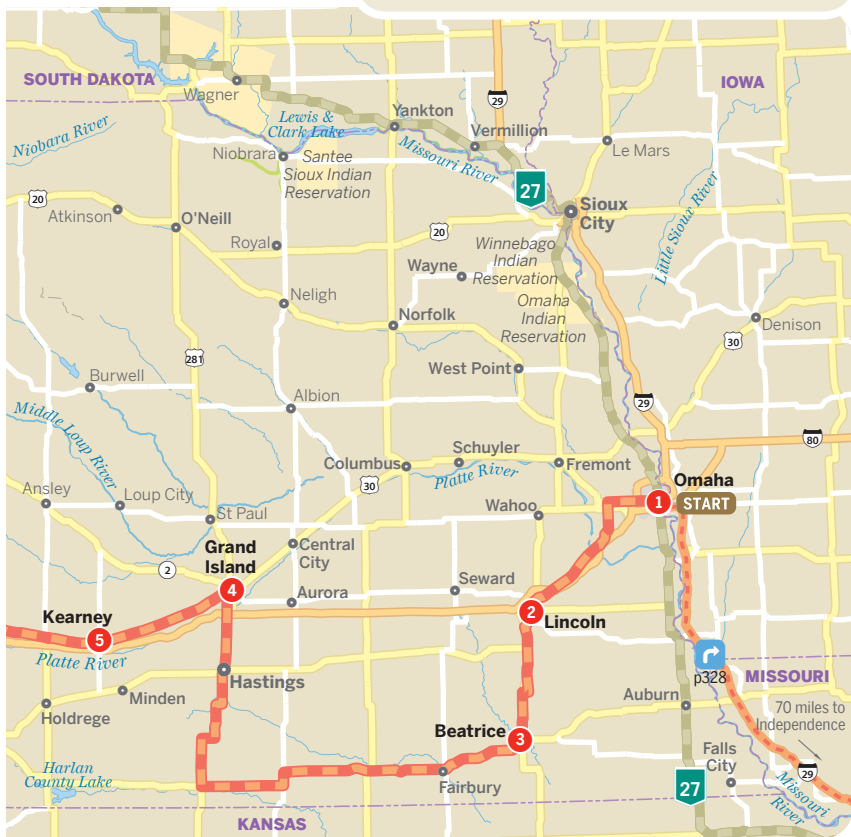 SOUTH DAKOTA
IOWA
Wagner
29
Lewis &
Clark Lake
Yankton
Vermillion
Niobara River
Missouri River
Le Mars
Niobrara
Santee
Sioux Indian
Reservation
27
20
Sioux
City
Little Sioux River
Atkinson
O'Neill
Royal
20
Winnebago
Indian
Reservation
Wayne
Neligh
Omaha
Indian
Reservation
Norfolk
Denison
30
281
West Point
Burwell
29
Albion
80
Middle Loup River
Columbus
Schuyler
Platte River
Fremont
30
Omaha
1
START
Ansley
Loup City
Wahoo
St Paul
Grand
Island
Central
City
2
4
Aurora
Seward
Kearney
5
2
Lincoln
Platte River
p328
MISSOURI
Hastings
Minden
Holdrege
Auburn
70 miles to
Independence
Beatrice
3
Falls
City
29
Harlan
County Lake
Fairbury
27
Missouri
River
KANSAS